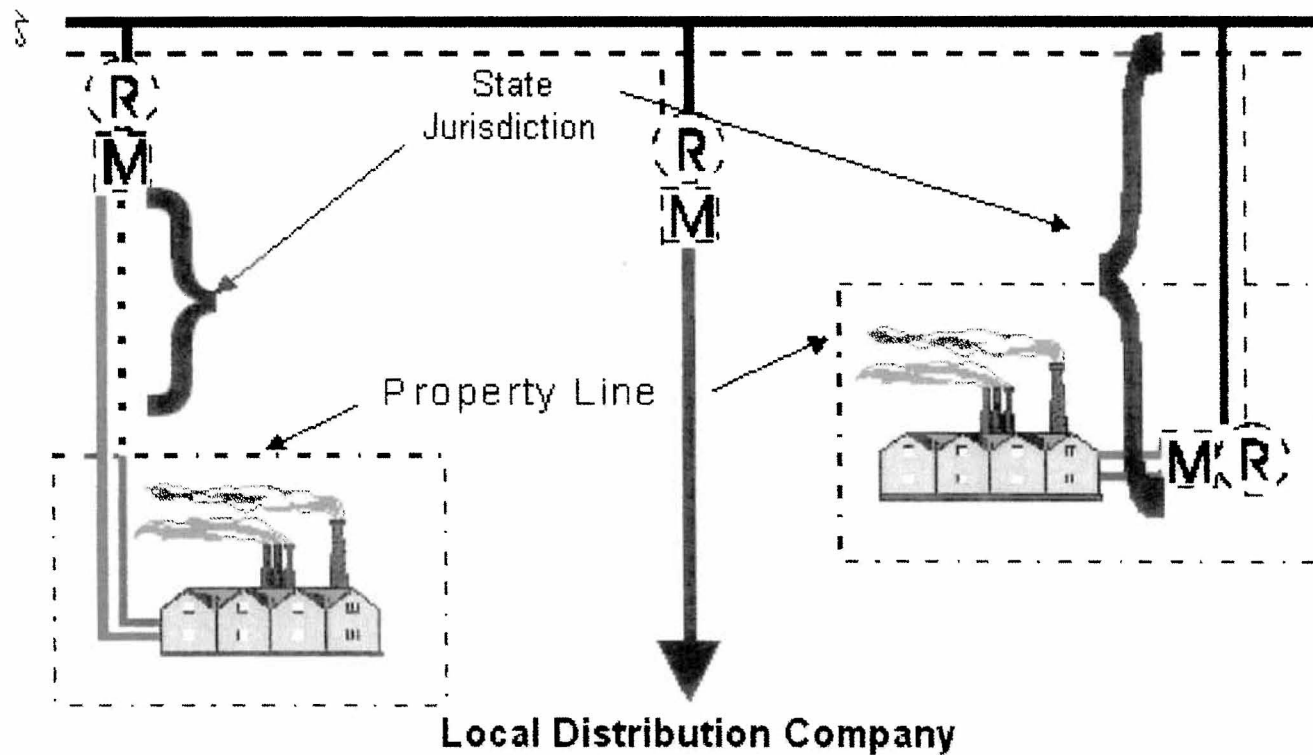 R
M
State
Jurisdiction
R
M
Property Line
M R
Local Distribution Company